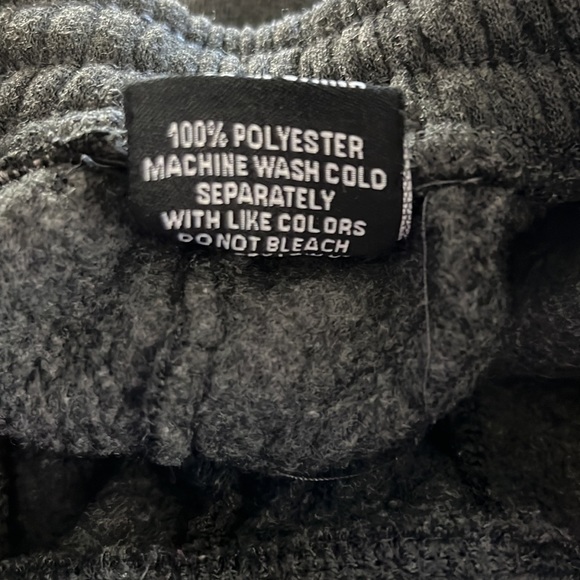 100% POLYESTER
MACHINE WASH COLD
SEPARATELY
WITH LIKE COLORS
DO NOT BLEACH